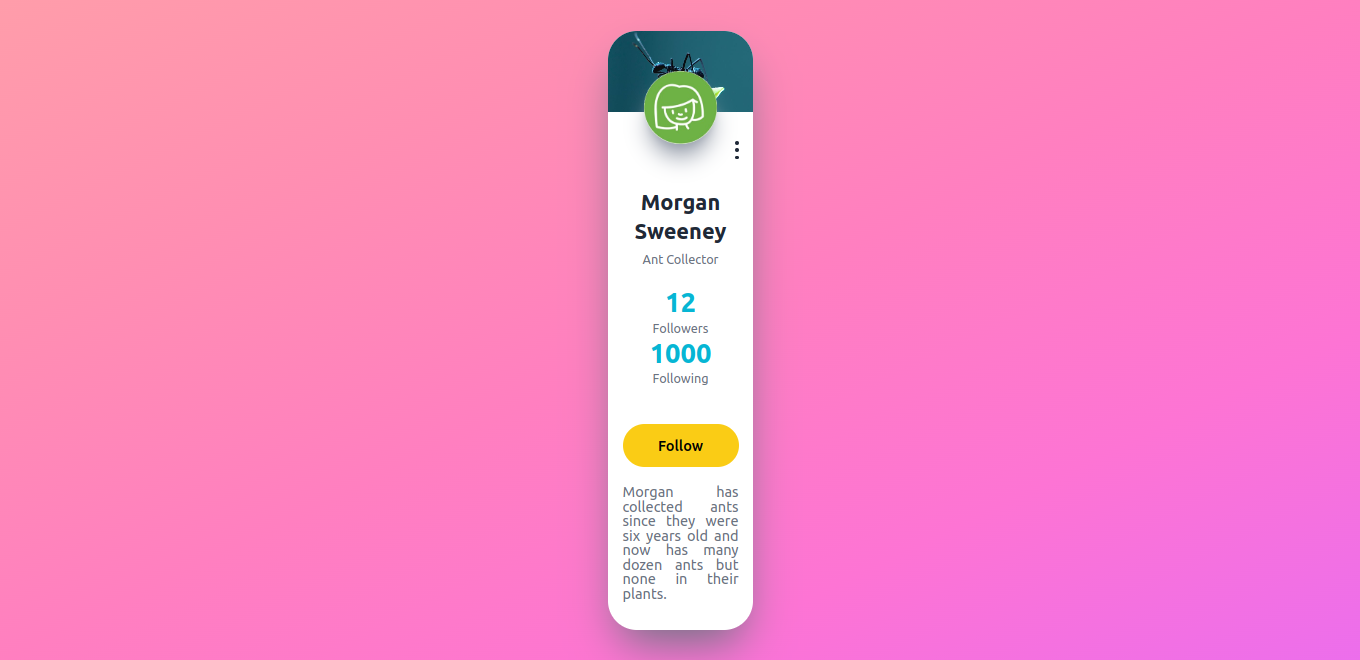 Morgan
Sweeney
Ant Collector
12
Followers
1000
Following
Follow
Morgan has
collected ants
since they were
six years old and
now has many
dozen ants but
none in their
plants.